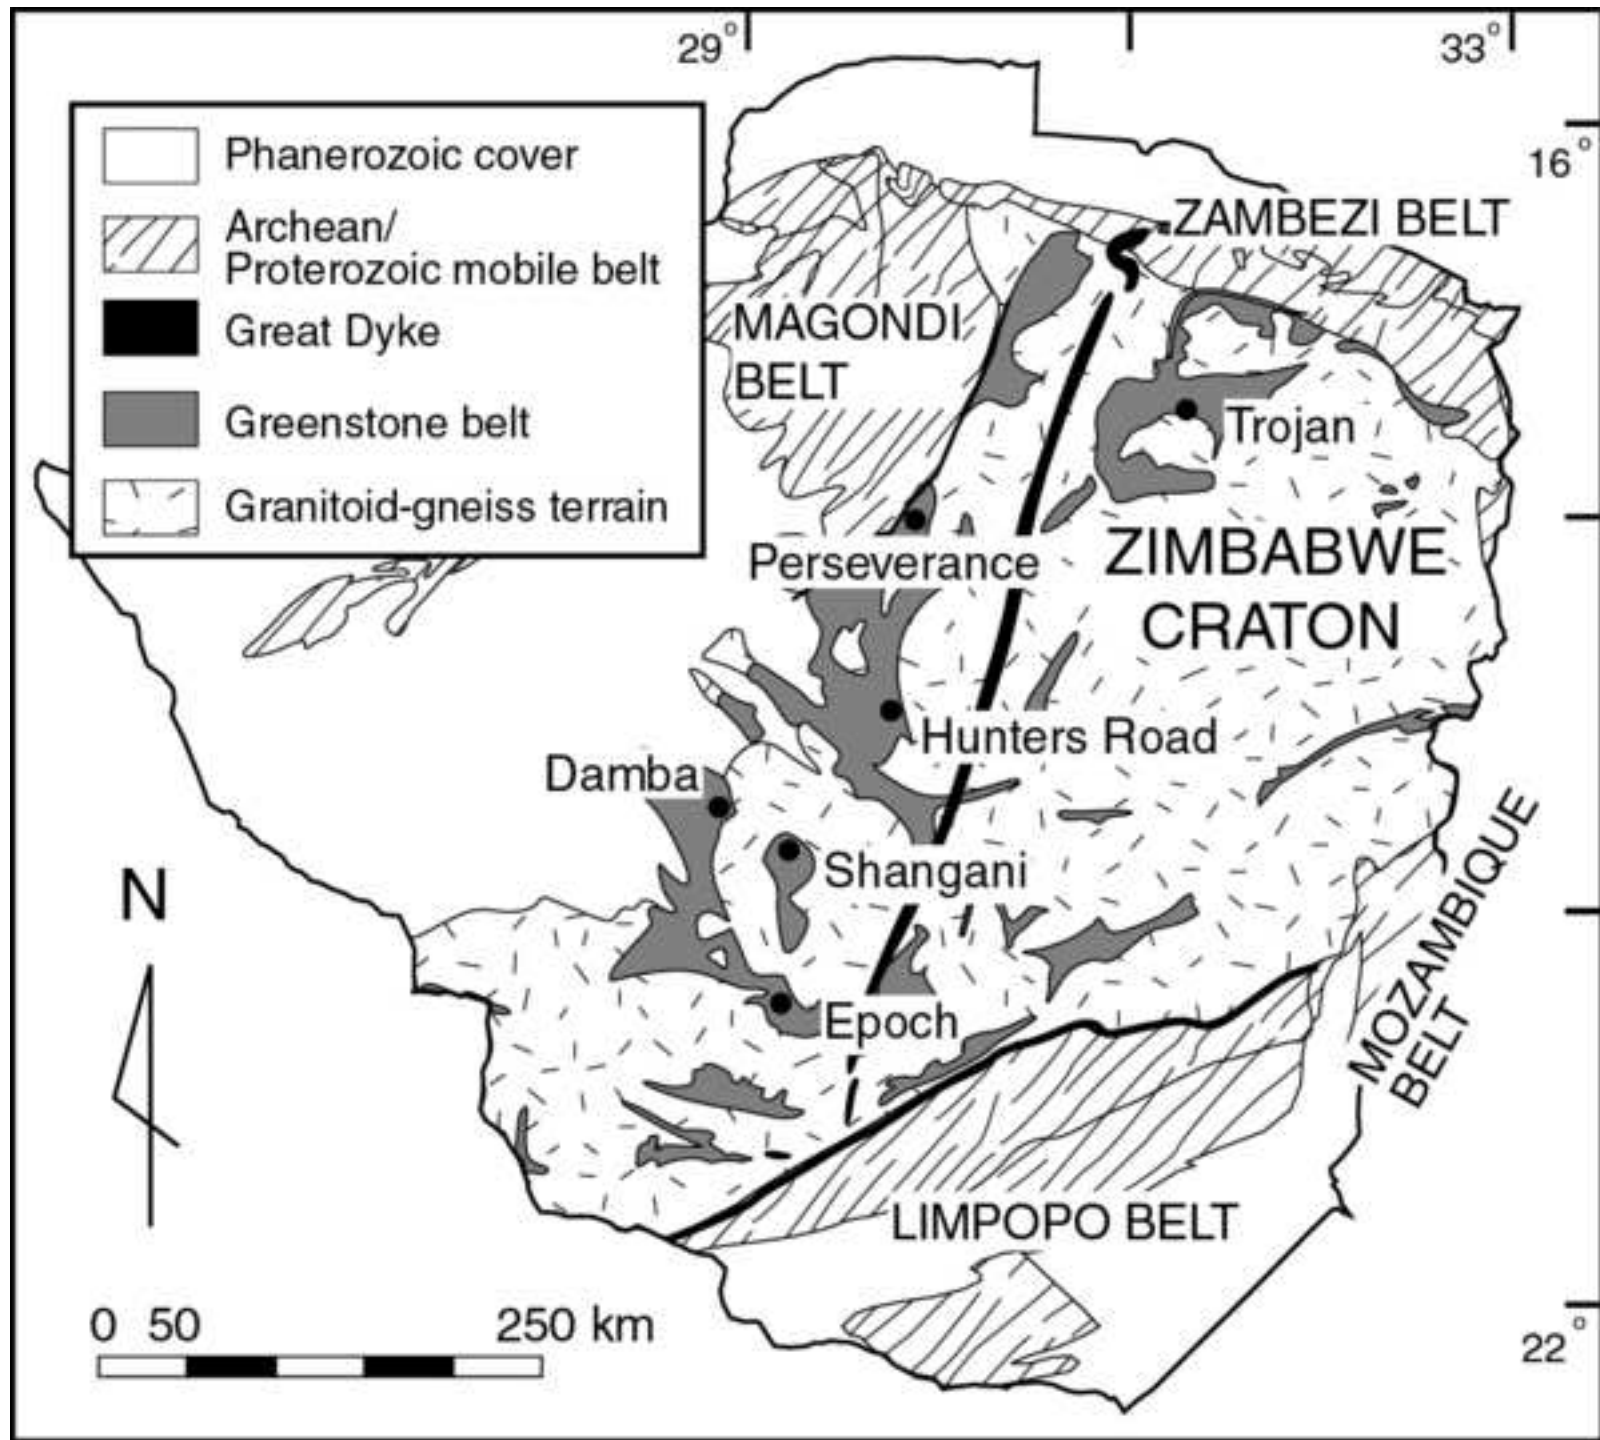 29°
33°
16°
Phanerozoic cover
Archean/
Proterozoic mobile belt
Great Dyke
Greenstone belt
Granitoid-gneiss terrain
ZAMBEZI BELT
MAGONDI
BELT
Trojan
Perseverance
ZIMBABWE
CRATON
Hunters Road
Damba
Shangani
N
Epoch
MOZAMBIQUE
BELT
LIMPOPO BELT
0 50 250 km
22°